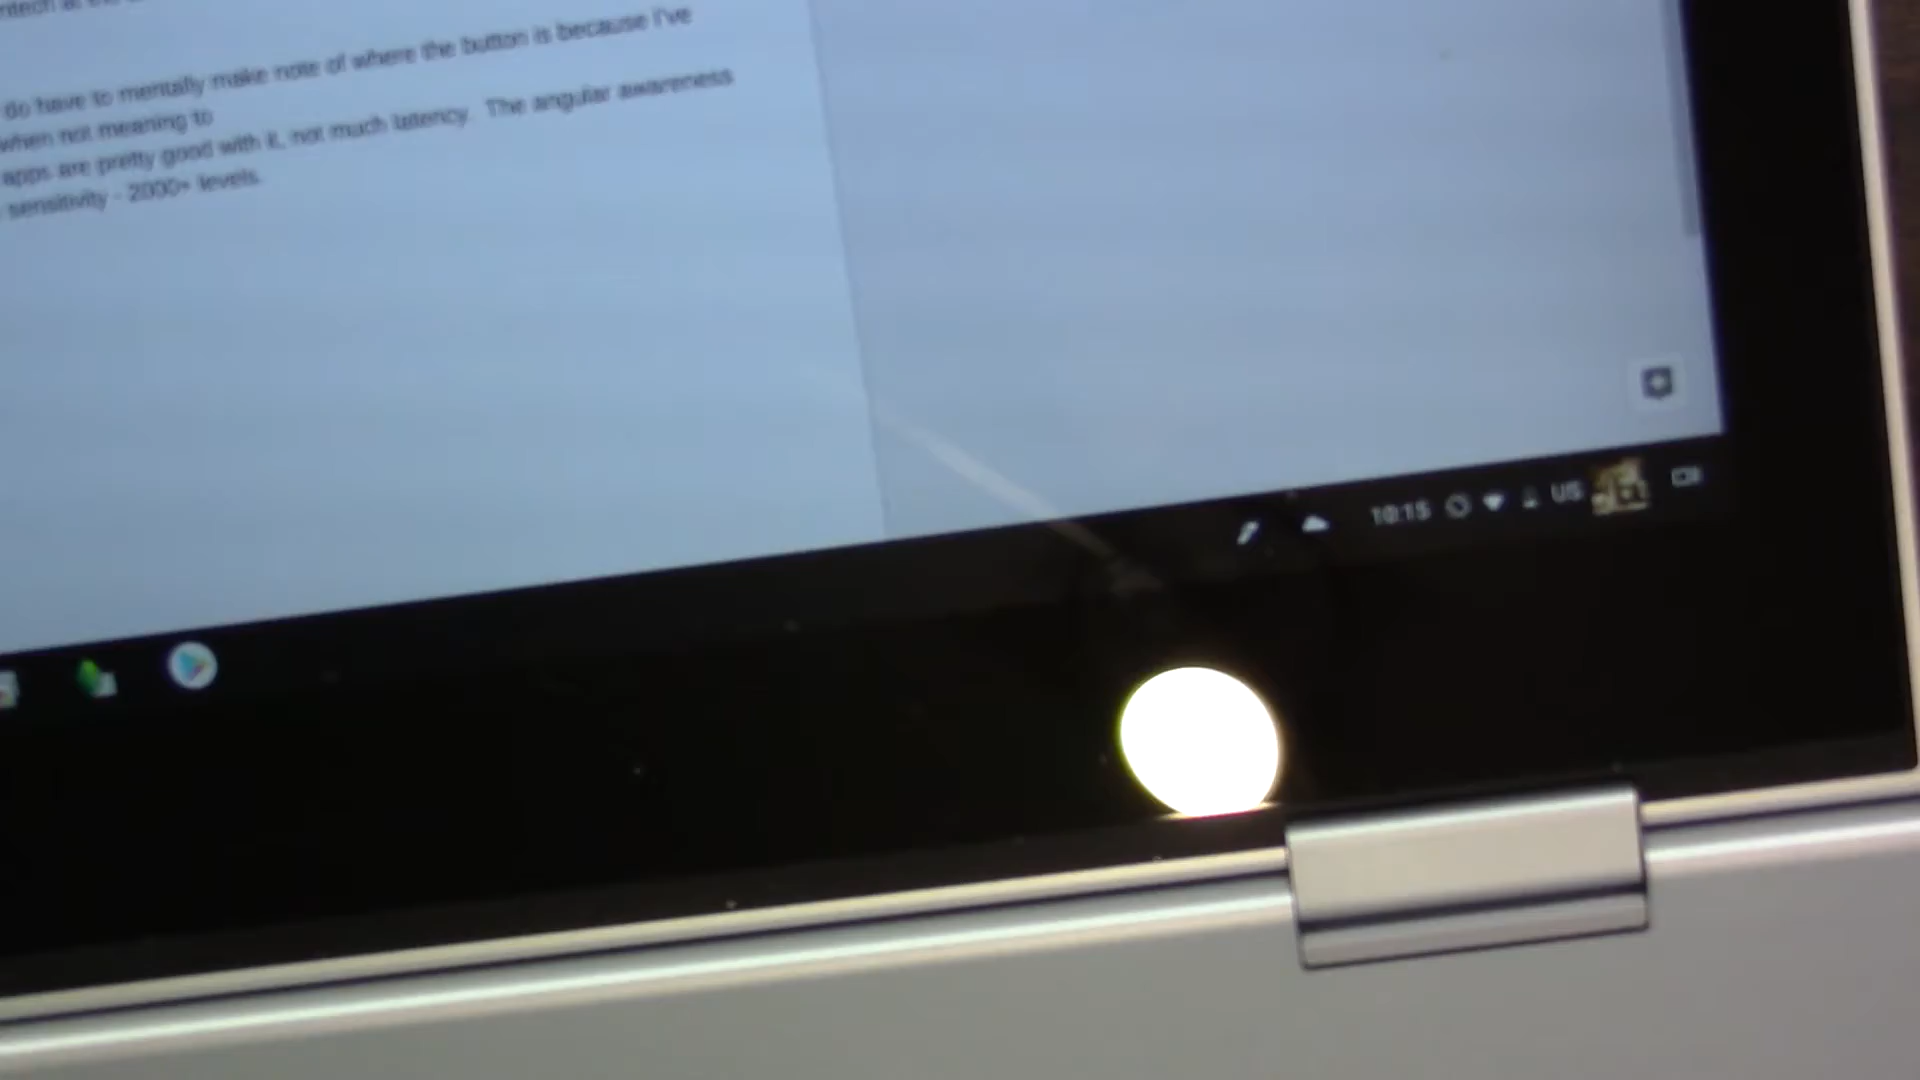 do have to mentally make note of where the button is because I've
when not meaning to
apps are pretty good with it, not much latency. The angular awareness
sensitivity - 2000+ levels.
10:15 US